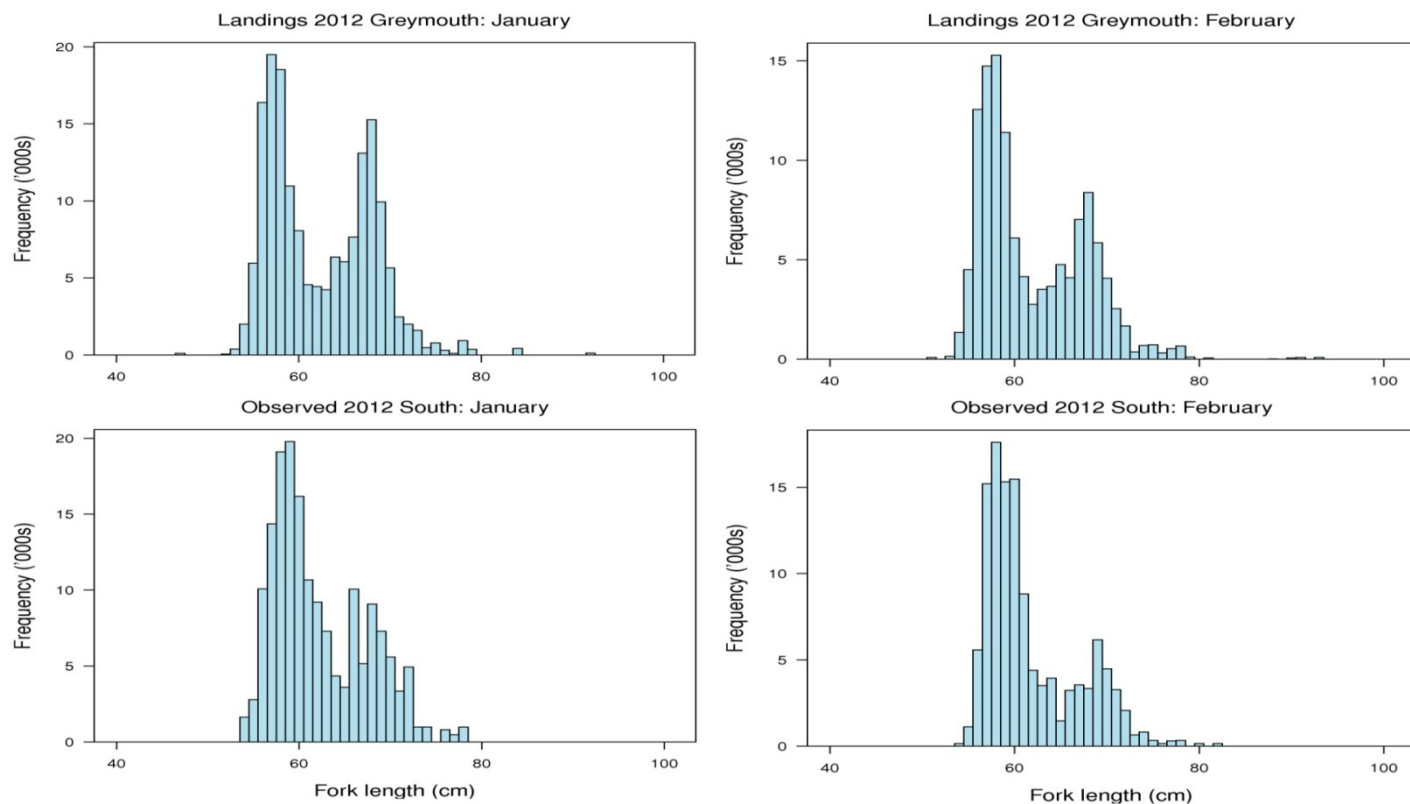 Landings 2012 Greymouth: January
Frequency ('000s)
20
15
10
5
0
40 60 80 100
Landings 2012 Greymouth: February
Frequency ('000s)
15
10
5
0
40 60 80 100
Observed 2012 South: January
Frequency ('000s)
20
15
10
5
0
40 60 80 100
Fork length (cm)
Observed 2012 South: February
Frequency ('000s)
15
10
5
0
40 60 80 100
Fork length (cm)